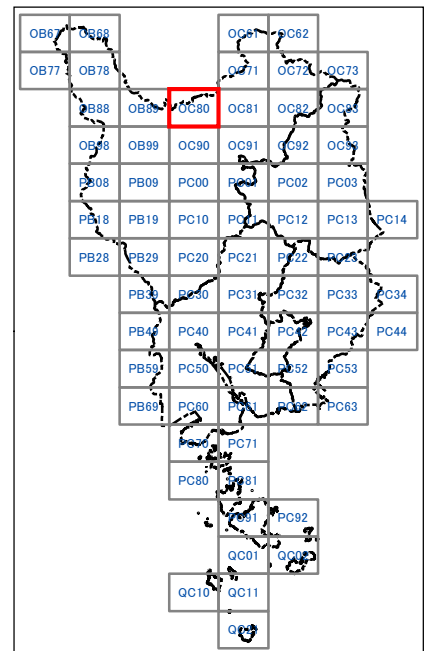 OB67 OB68 OC61 OC62
OB77 OB78 OC71 OC72 OC73
OB88 OB89 OC80 OC81 OC82 OC83
OB98 OB99 OC90 OC91 OC92 OC93
PB08 PB09 PC00 PC01 PC02 PC03
PB18 PB19 PC10 PC11 PC12 PC13 PC14
PB28 PB29 PC20 PC21 PC22 PC23
PB39 PC30 PC31 PC32 PC33 PC34
PB49 PC40 PC41 PC42 PC43 PC44
PB59 PC50 PC51 PC52 PC53
PB69 PC60 PC61 PC62 PC63
PC70 PC71
PC80 PC81
PC91 PC92
QC01 QC02
QC10 QC11
QC21